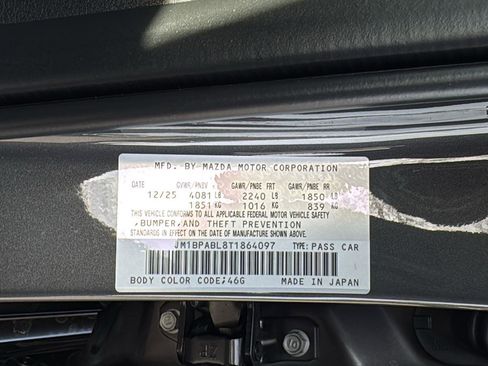 MFD. BY MAZDA MOTOR CORPORATION
GVWR/PNBV GAWR/PNBE FRT GAWR/PNBE RR
12/25 4081 LB 2240 LB 1850 LB
1851 KG 1016 KG 839 KG
THIS VEHICLE CONFORMS TO ALL APPLICABLE FEDERAL MOTOR VEHICLE SAFETY,
BUMPER,AND THEFT PREVENTION
STANDARDS IN EFFECT ON THE DATE OF MANUFACTURE SHOWN ABOVE.
JM1BPABL8T1864097 TYPE:PASS CAR
BODY COLOR CODE:46G MADE IN JAPAN